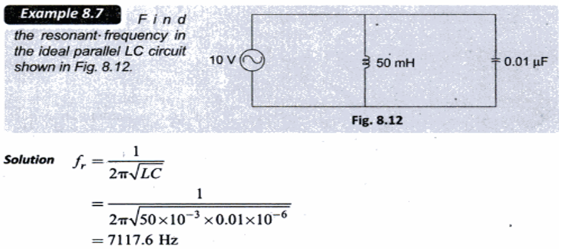 Example 8.7 Find
the resonant frequency in
the ideal parallel LC circuit
shown in Fig. 8.12.
10 V
50 mH
0.01 μF
Fig. 8.12
Solution f_r = 1 / 2π√LC
= 1 / 2π√50×10⁻³ ×0.01×10⁻⁶
= 7117.6 Hz